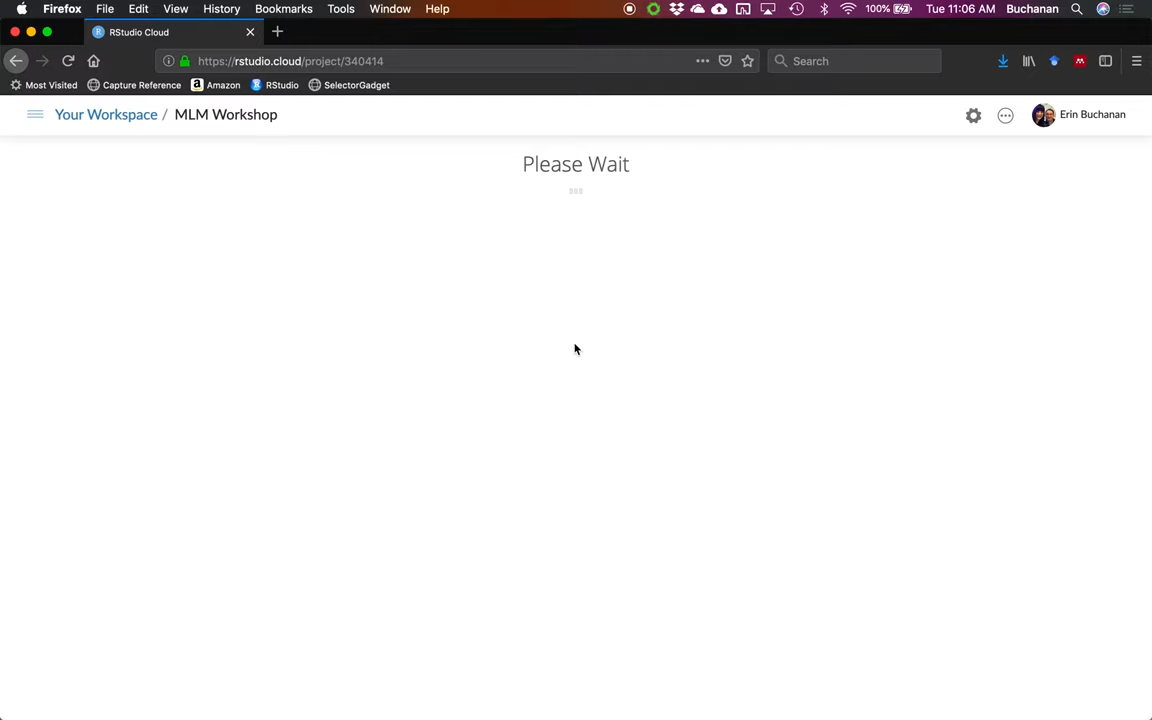 Firefox File Edit View History Bookmarks Tools Window Help 100% Tue 11:06 AM Buchanan
RStudio Cloud
https://rstudio.cloud/project/340414 Search
Most Visited Capture Reference Amazon RStudio SelectorGadget
Your Workspace / MLM Workshop Erin Buchanan
Please Wait